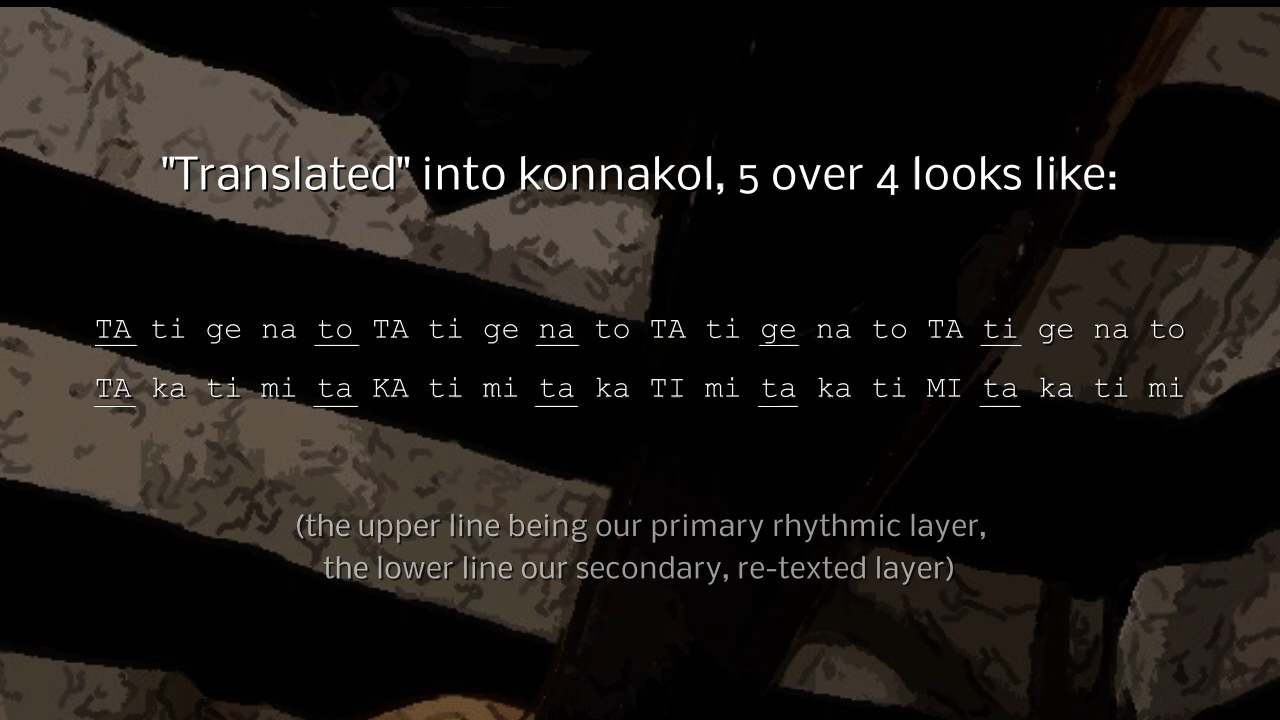 "Translated" into konnakol, 5 over 4 looks like:
TA ti ge na to TA ti ge na to TA ti ge na to TA ti ge na to
TA ka ti mi ta KA ti mi ta ka TI mi ta ka ti MI ta ka ti mi
(the upper line being our primary rhythmic layer,
the lower line our secondary, re-texted layer)